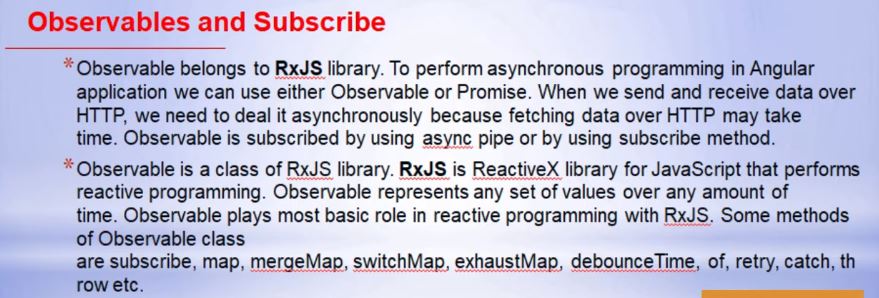 Observables and Subscribe
* Observable belongs to RxJS library. To perform asynchronous programming in Angular
application we can use either Observable or Promise. When we send and receive data over
HTTP, we need to deal it asynchronously because fetching data over HTTP may take
time. Observable is subscribed by using async pipe or by using subscribe method.
* Observable is a class of RxJS library. RxJS is ReactiveX library for JavaScript that performs
reactive programming. Observable represents any set of values over any amount of
time. Observable plays most basic role in reactive programming with RxJS. Some methods
of Observable class
are subscribe, map, mergeMap, switchMap, exhaustMap, debounceTime, of, retry, catch, th
row etc.